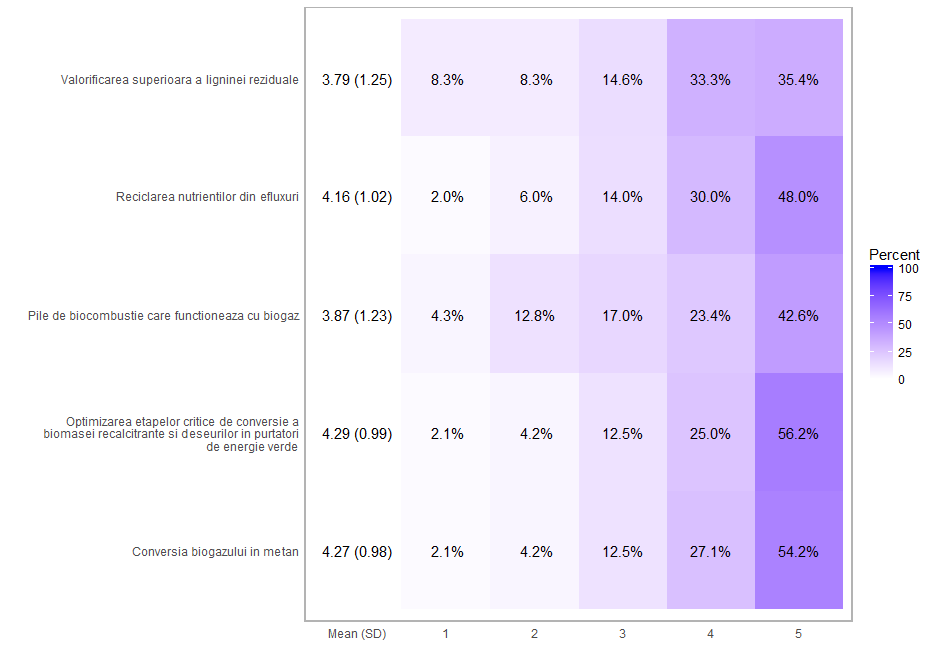 Valorificarea superioara a ligninei reziduale 3.79 (1.25) 8.3% 8.3% 14.6% 33.3% 35.4%
Reciclarea nutrientilor din efluxuri 4.16 (1.02) 2.0% 6.0% 14.0% 30.0% 48.0%
Pile de biocombustie care functioneaza cu biogaz 3.87 (1.23) 4.3% 12.8% 17.0% 23.4% 42.6%
Optimizarea etapelor critice de conversie a
biomasei recalcitrante si deseurilor in purtatori
de energie verde
4.29 (0.99) 2.1% 4.2% 12.5% 25.0% 56.2%
Conversia biogazului in metan 4.27 (0.98) 2.1% 4.2% 12.5% 27.1% 54.2%
Mean (SD) 1 2 3 4 5
Percent
100
75
50
25
0